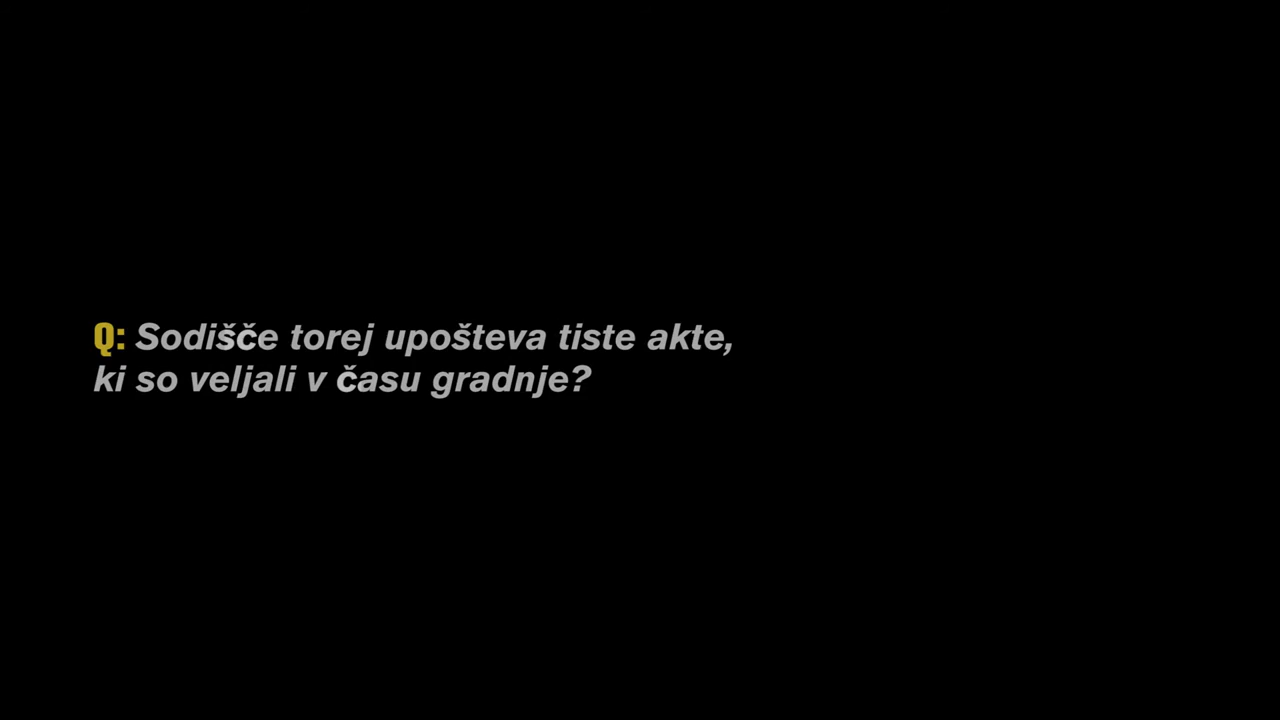 Q: Sodišče torej upošteva tiste akte,
ki so veljali v času gradnje?